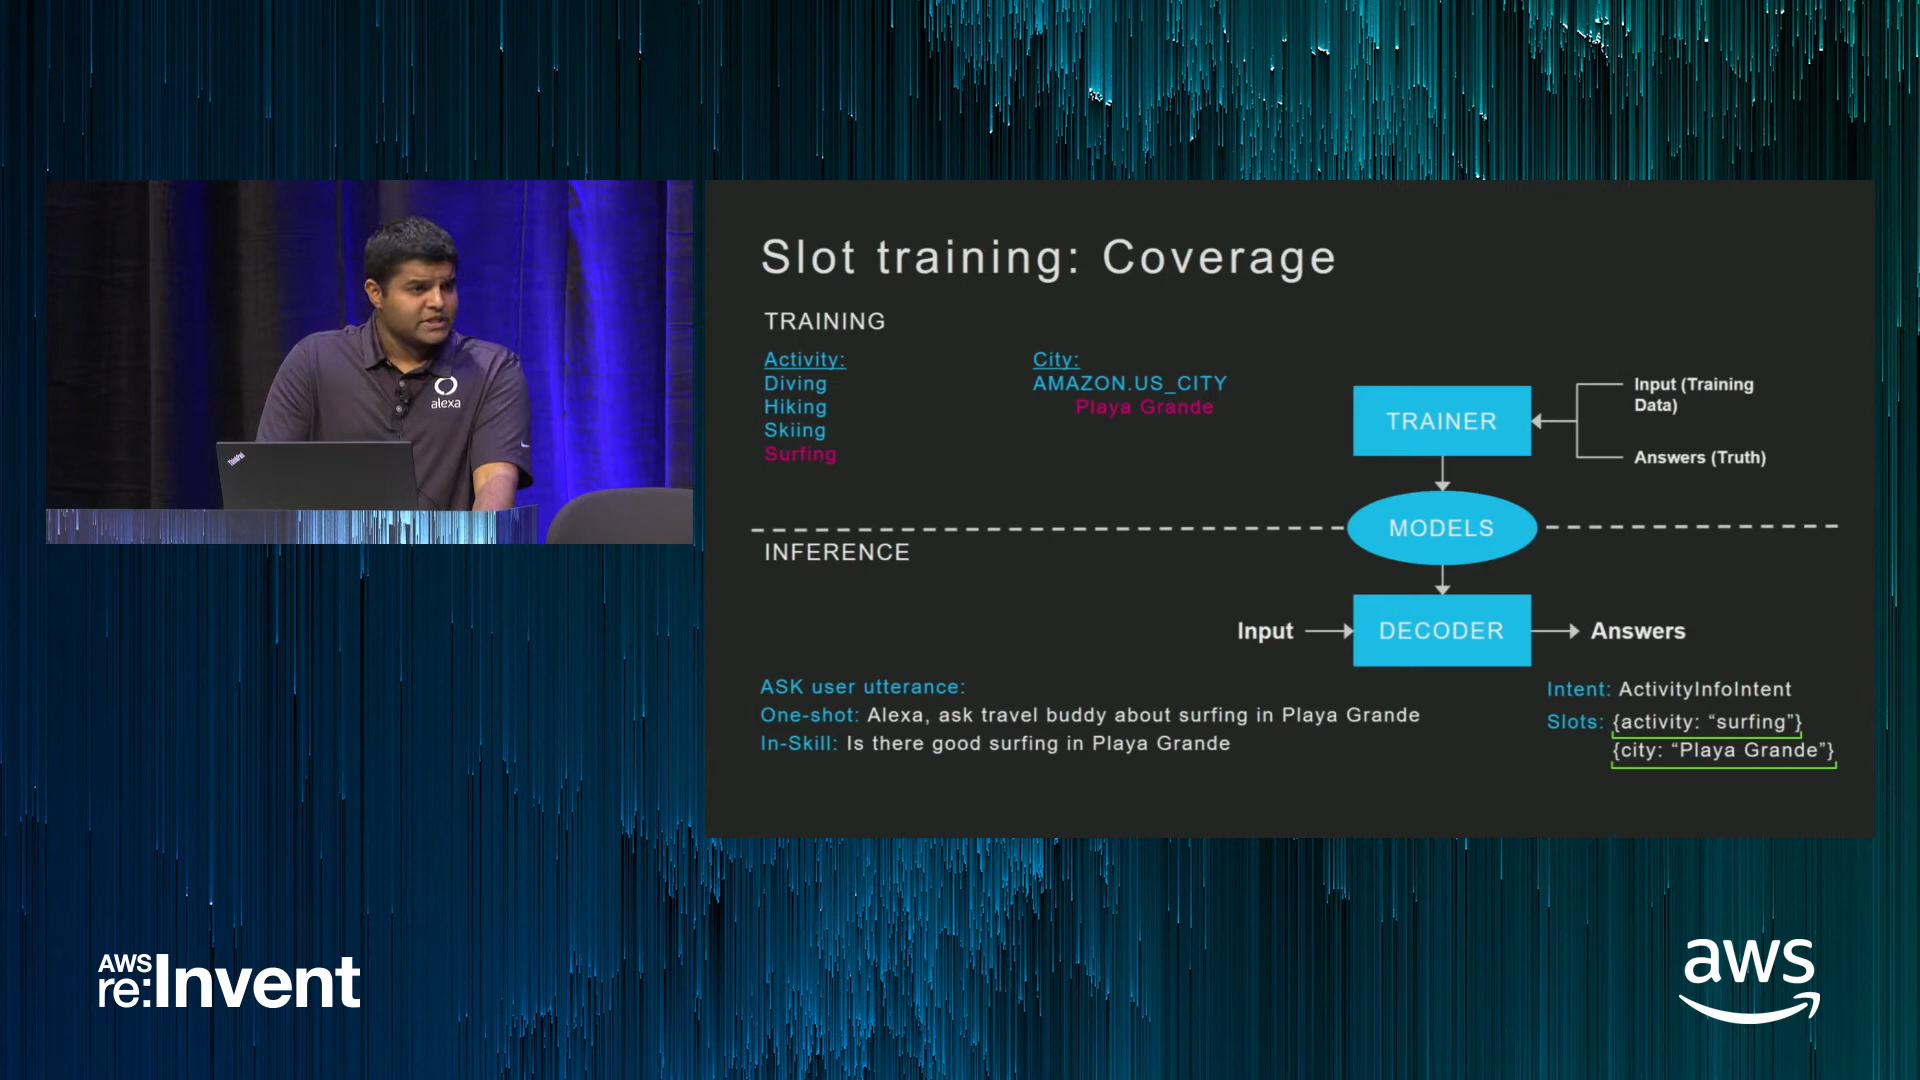 alexa
ThinkPad
Slot training: Coverage
TRAINING
Activity:
Diving
Hiking
Skiing
Surfing
City:
AMAZON.US_CITY
Playa Grande
TRAINER
Input (Training
Data)
Answers (Truth)
MODELS
INFERENCE
Input
DECODER
Answers
ASK user utterance:
One-shot: Alexa, ask travel buddy about surfing in Playa Grande
In-Skill: Is there good surfing in Playa Grande
Intent: ActivityInfoIntent
Slots: {activity: “surfing”}
{city: “Playa Grande”}
AWS
re:Invent
aws